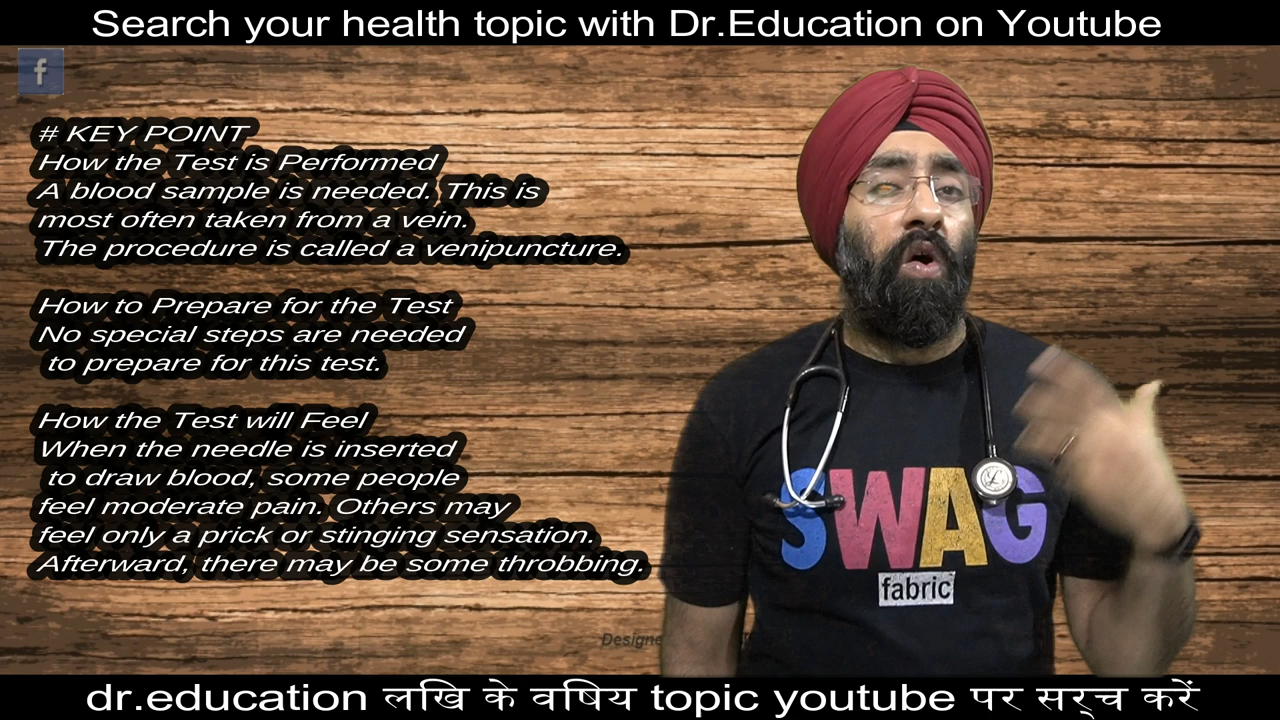 Search your health topic with Dr.Education on Youtube
f
# KEY POINT
How the Test is Performed
A blood sample is needed. This is
most often taken from a vein.
The procedure is called a venipuncture.
How to Prepare for the Test
No special steps are needed
to prepare for this test.
How the Test will Feel
When the needle is inserted
to draw blood, some people
feel moderate pain. Others may
feel only a prick or stinging sensation.
Afterward, there may be some throbbing.
SWAG
fabric
dr.education लखि के वषिय topic youtube पर सर्च करें